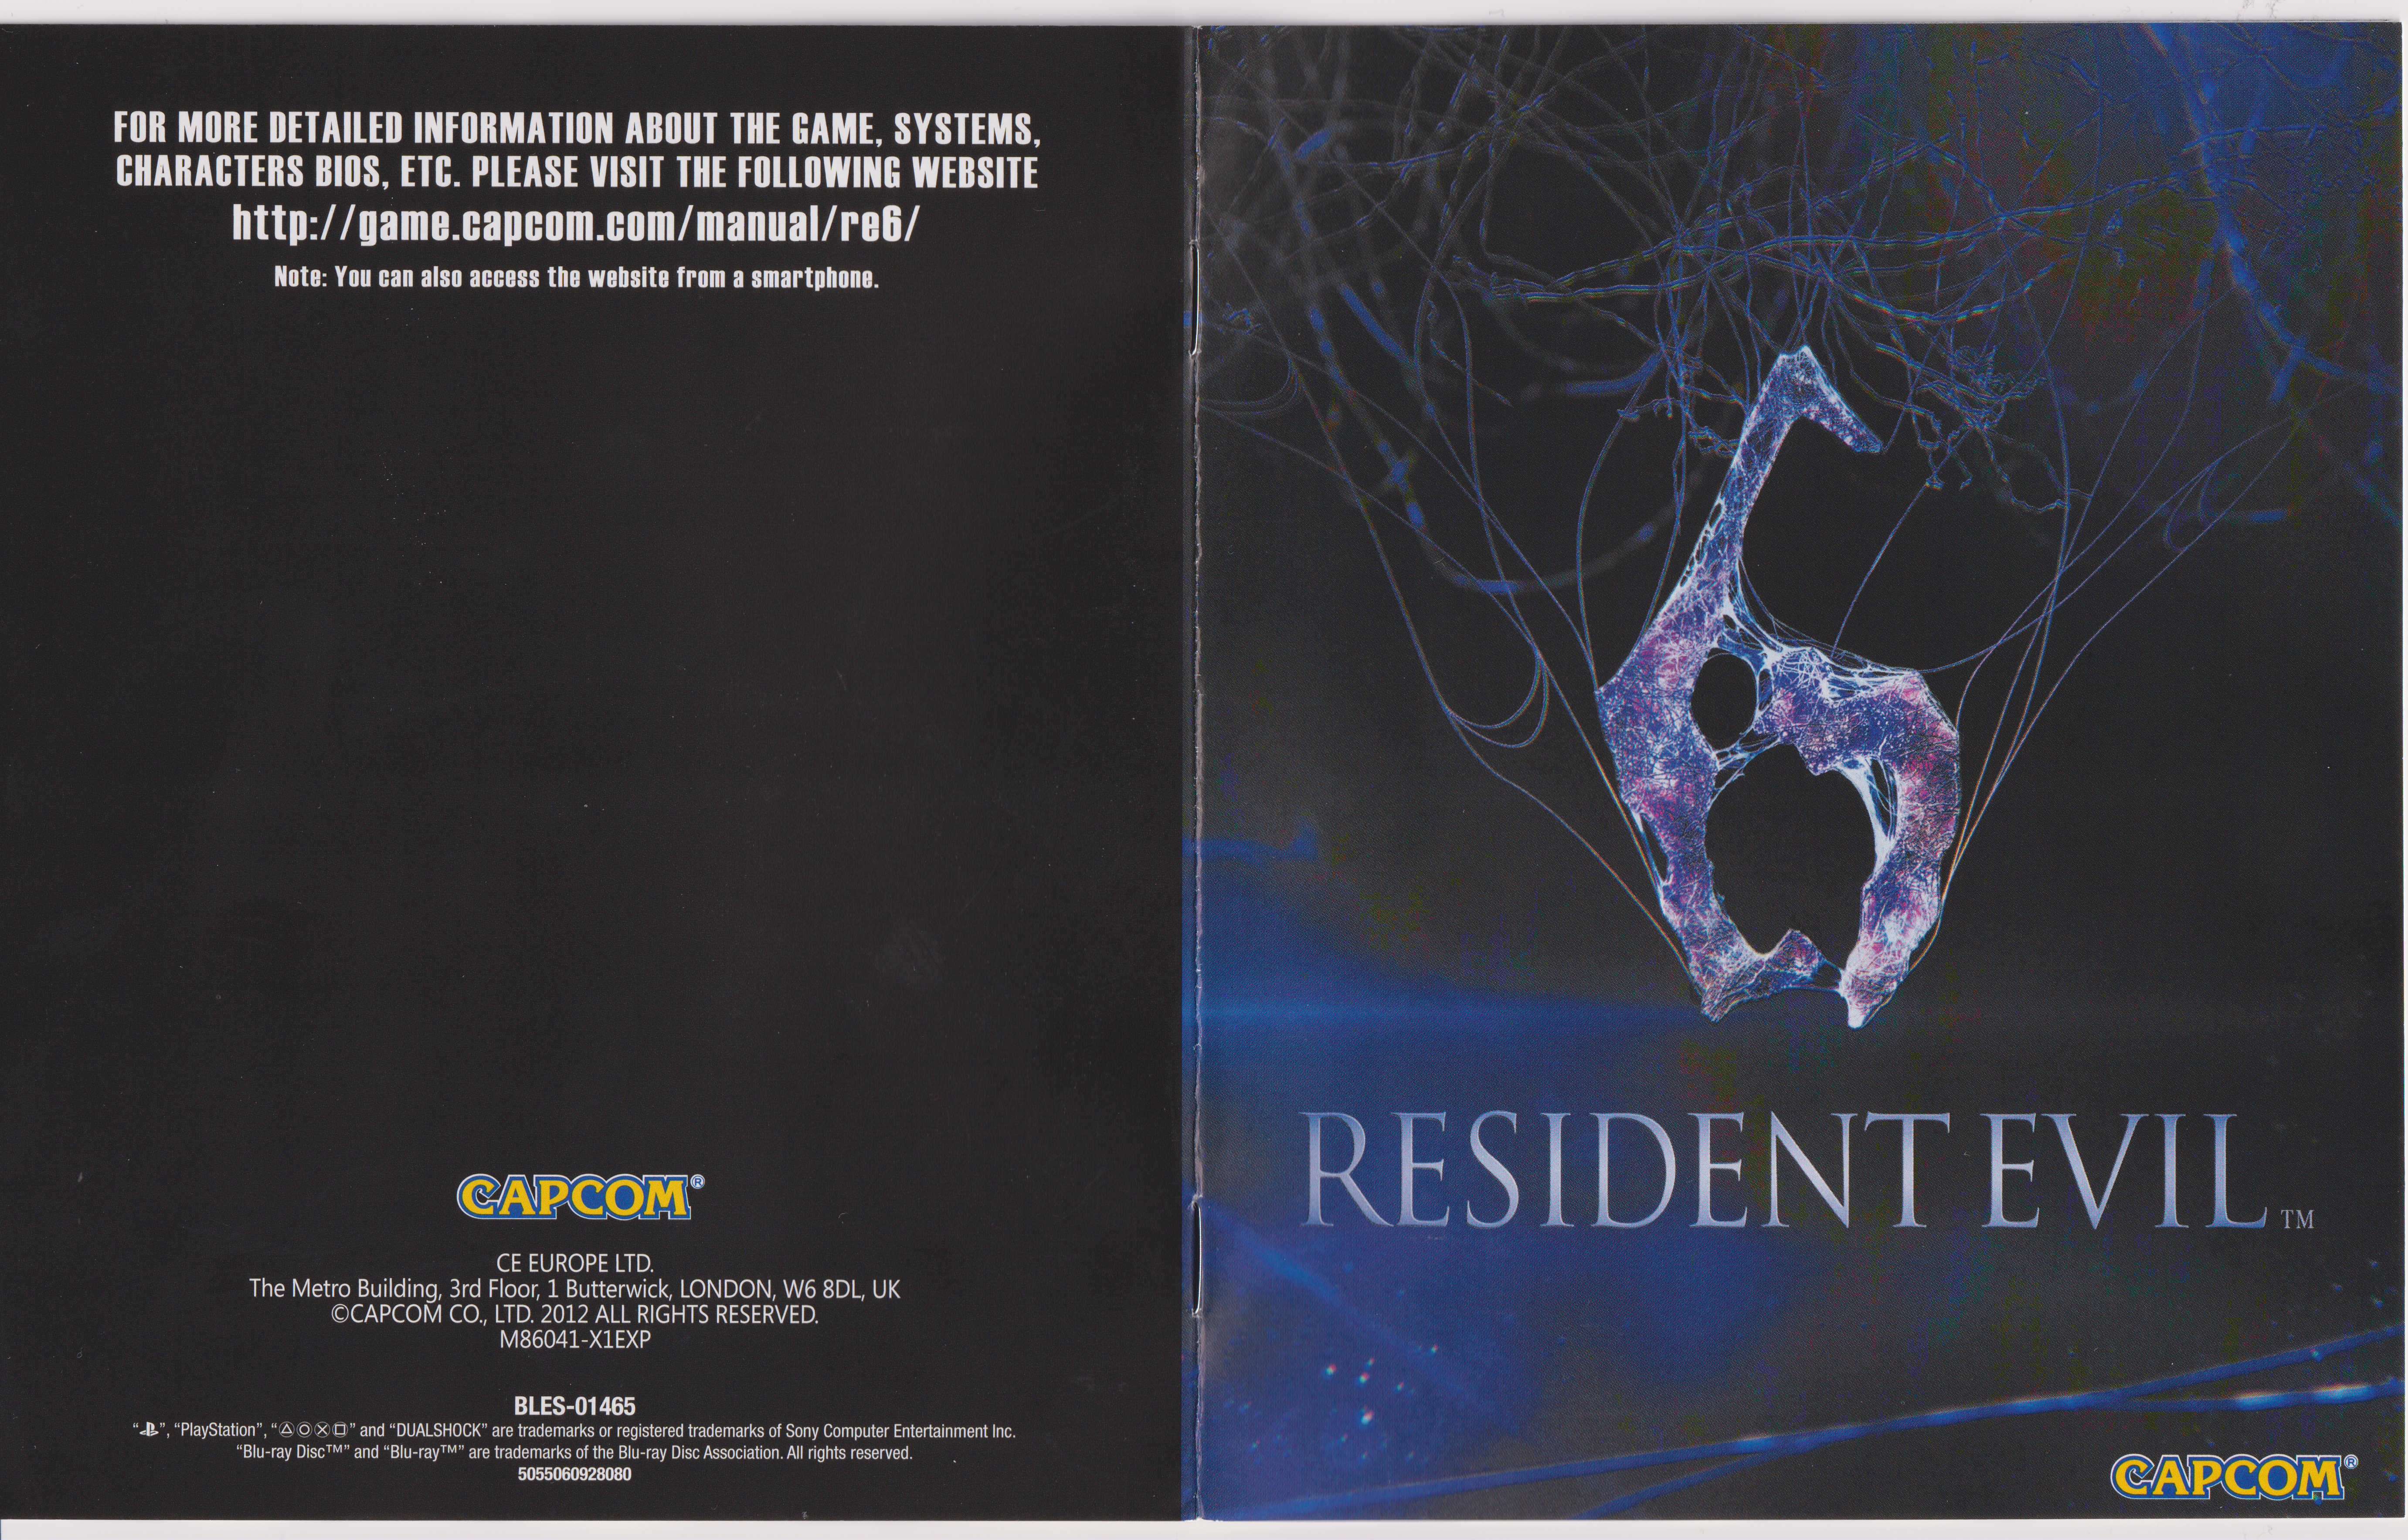 FOR MORE DETAILED INFORMATION ABOUT THE GAME, SYSTEMS,
CHARACTERS BIOS, ETC. PLEASE VISIT THE FOLLOWING WEBSITE
http://game.capcom.com/manual/re6/
Note: You can also access the website from a smartphone.
CAPCOM®
CE EUROPE LTD.
The Metro Building, 3rd Floor, 1 Butterwick, LONDON, W6 8DL, UK
©CAPCOM CO., LTD. 2012 ALL RIGHTS RESERVED.
M86041-X1EXP
BLES-01465
“ ”, “PlayStation”, “△○✕□” and “DUALSHOCK” are trademarks or registered trademarks of Sony Computer Entertainment Inc.
“Blu-ray Disc™” and “Blu-ray™” are trademarks of the Blu-ray Disc Association. All rights reserved.
5055060928080
6
RESIDENT EVIL™
CAPCOM®